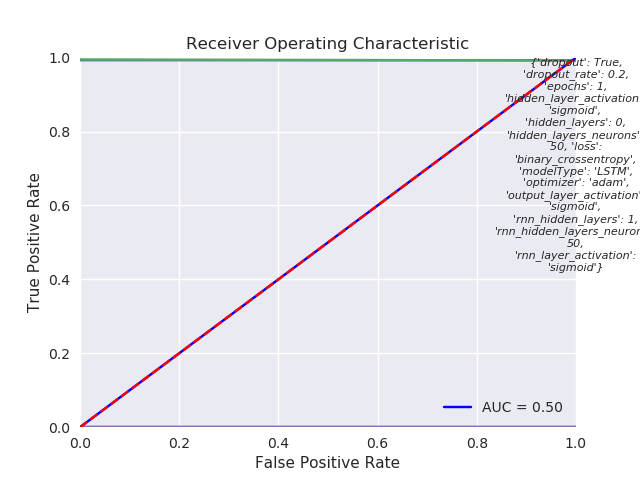 Receiver Operating Characteristic
1.0
0.8
0.6
0.4
0.2
0.0
True Positive Rate
{'dropout': True,
'dropout_rate': 0.2,
'epochs': 1,
'hidden_layer_activation
'sigmoid',
'hidden_layers': 0,
'hidden_layers_neurons'
50, 'loss':
'binary_crossentropy',
'modelType': 'LSTM',
'optimizer': 'adam',
'output_layer_activation'
'sigmoid',
'rnn_hidden_layers': 1,
'rnn_hidden_layers_neuron
50,
'rnn_layer_activation':
'sigmoid'}
AUC = 0.50
0.0 0.2 0.4 0.6 0.8 1.0
False Positive Rate